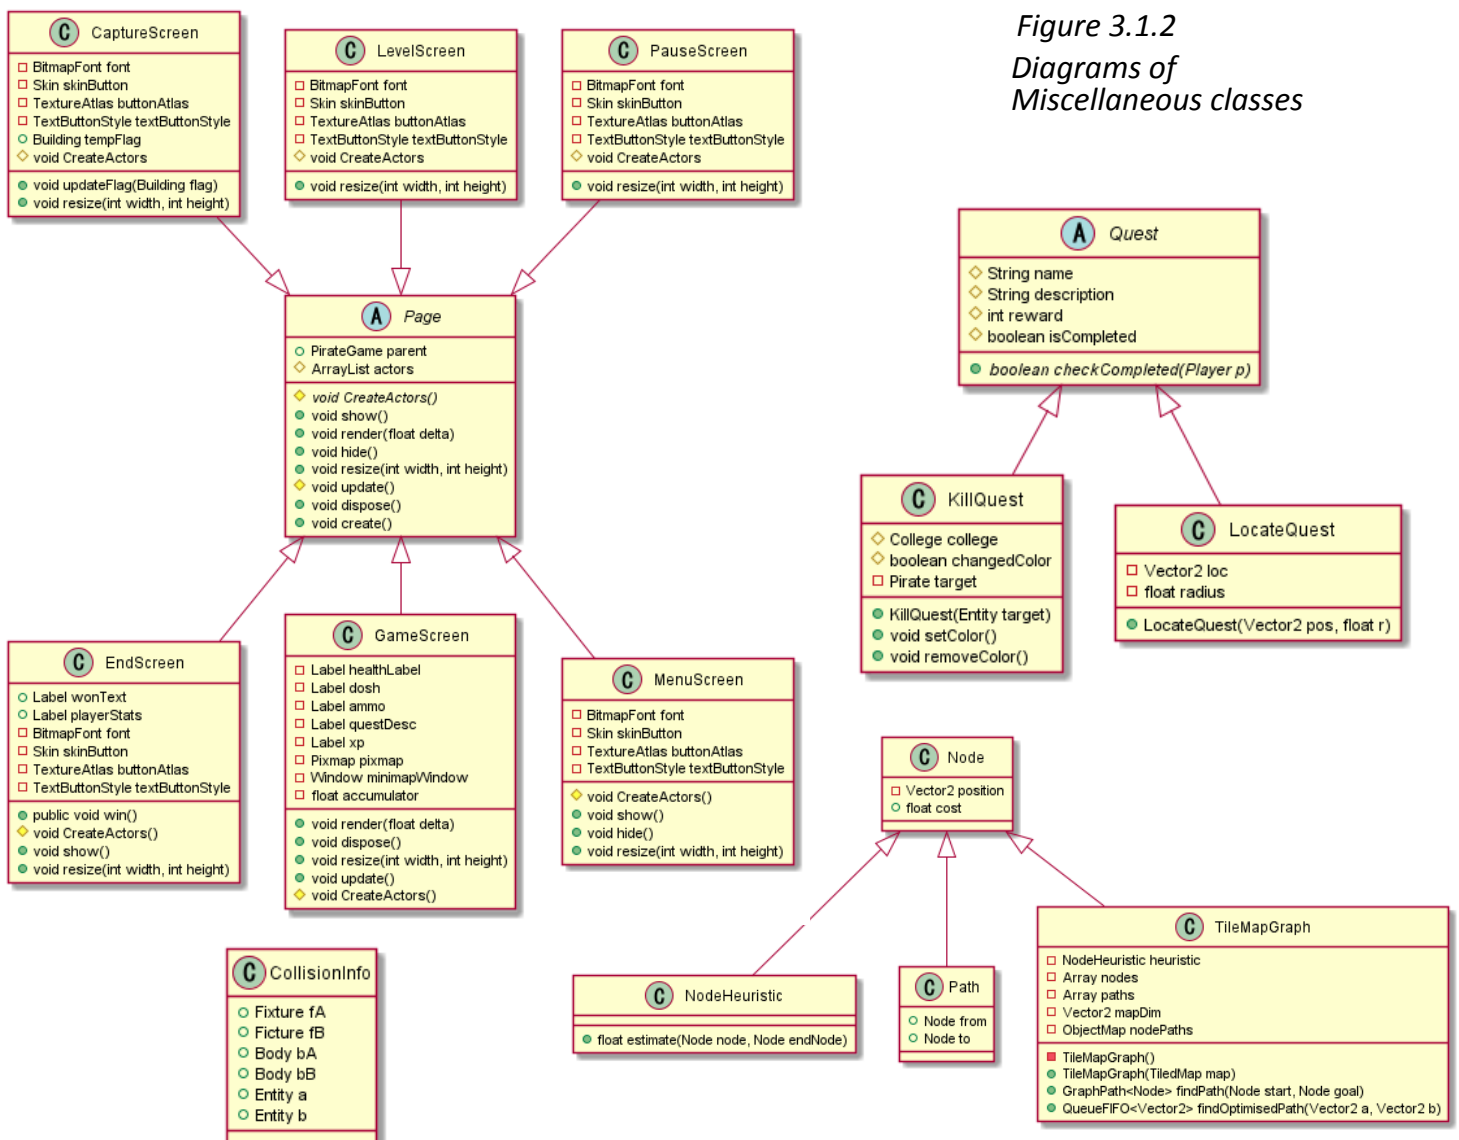 Figure 3.1.2
Diagrams of
Miscellaneous classes
C CaptureScreen
BitmapFont font
Skin skinButton
TextureAtlas buttonAtlas
TextButtonStyle textButtonStyle
Building tempFlag
void CreateActors
void updateFlag(Building flag)
void resize(int width, int height)
C LevelScreen
BitmapFont font
Skin skinButton
TextureAtlas buttonAtlas
TextButtonStyle textButtonStyle
void CreateActors
void resize(int width, int height)
C PauseScreen
BitmapFont font
Skin skinButton
TextureAtlas buttonAtlas
TextButtonStyle textButtonStyle
void CreateActors
void resize(int width, int height)
A Page
PirateGame parent
ArrayList actors
void CreateActors()
void show()
void render(float delta)
void hide()
void resize(int width, int height)
void update()
void dispose()
void create()
A Quest
String name
String description
int reward
boolean isCompleted
boolean checkCompleted(Player p)
C KillQuest
College college
boolean changedColor
Pirate target
KillQuest(Entity target)
void setColor()
void removeColor()
C LocateQuest
Vector2 loc
float radius
LocateQuest(Vector2 pos, float r)
C EndScreen
Label wonText
Label playerStats
BitmapFont font
Skin skinButton
TextureAtlas buttonAtlas
TextButtonStyle textButtonStyle
public void win()
void CreateActors()
void show()
void resize(int width, int height)
C GameScreen
Label healthLabel
Label dosh
Label ammo
Label questDesc
Label xp
Pixmap pixmap
Window minimapWindow
float accumulator
void render(float delta)
void dispose()
void resize(int width, int height)
void update()
void CreateActors()
C MenuScreen
BitmapFont font
Skin skinButton
TextureAtlas buttonAtlas
TextButtonStyle textButtonStyle
void CreateActors()
void show()
void hide()
void resize(int width, int height)
C Node
Vector2 position
float cost
C NodeHeuristic
float estimate(Node node, Node endNode)
C Path
Node from
Node to
C TileMapGraph
NodeHeuristic heuristic
Array nodes
Array paths
Vector2 mapDim
ObjectMap nodePaths
TileMapGraph()
TileMapGraph(TiledMap map)
GraphPath<Node> findPath(Node start, Node goal)
QueueFIFO<Vector2> findOptimisedPath(Vector2 a, Vector2 b)
C CollisionInfo
Fixture fA
Ficture fB
Body bA
Body bB
Entity a
Entity b